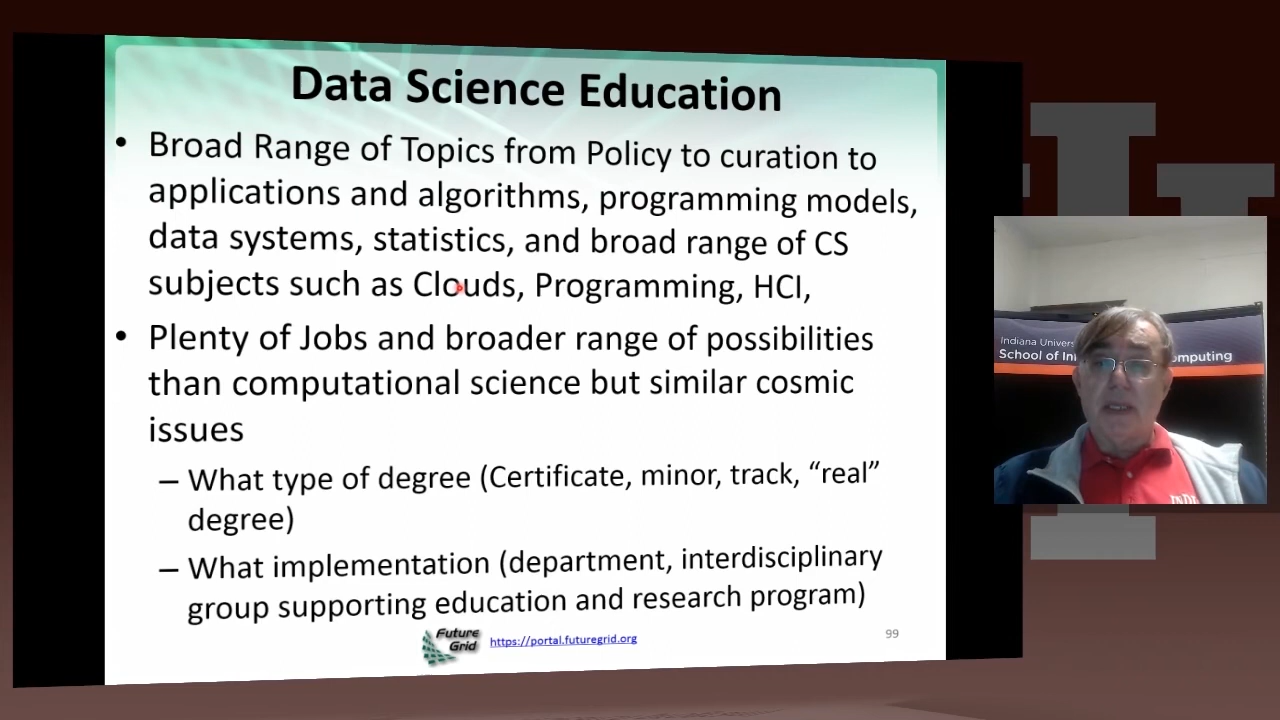 Data Science Education
• Broad Range of Topics from Policy to curation to
applications and algorithms, programming models,
data systems, statistics, and broad range of CS
subjects such as Clouds, Programming, HCI,
• Plenty of Jobs and broader range of possibilities
than computational science but similar cosmic
issues
– What type of degree (Certificate, minor, track, “real”
degree)
– What implementation (department, interdisciplinary
group supporting education and research program)
Future
Grid
https://portal.futuregrid.org
99
Indiana
School of omputing